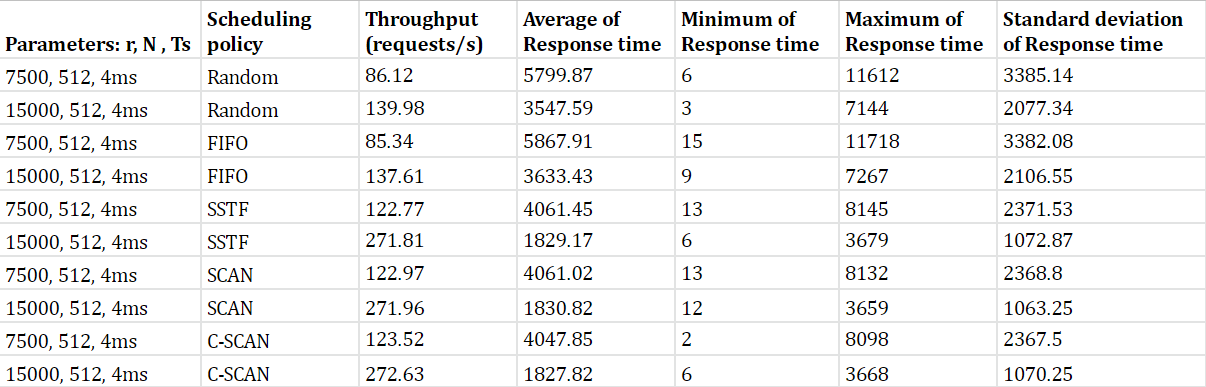 Parameters: r, N , Ts Scheduling policy Throughput (requests/s) Average of Response time Minimum of Response time Maximum of Response time Standard deviation of Response time
7500, 512, 4ms Random 86.12 5799.87 6 11612 3385.14
15000, 512, 4ms Random 139.98 3547.59 3 7144 2077.34
7500, 512, 4ms FIFO 85.34 5867.91 15 11718 3382.08
15000, 512, 4ms FIFO 137.61 3633.43 9 7267 2106.55
7500, 512, 4ms SSTF 122.77 4061.45 13 8145 2371.53
15000, 512, 4ms SSTF 271.81 1829.17 6 3679 1072.87
7500, 512, 4ms SCAN 122.97 4061.02 13 8132 2368.8
15000, 512, 4ms SCAN 271.96 1830.82 12 3659 1063.25
7500, 512, 4ms C-SCAN 123.52 4047.85 2 8098 2367.5
15000, 512, 4ms C-SCAN 272.63 1827.82 6 3668 1070.25